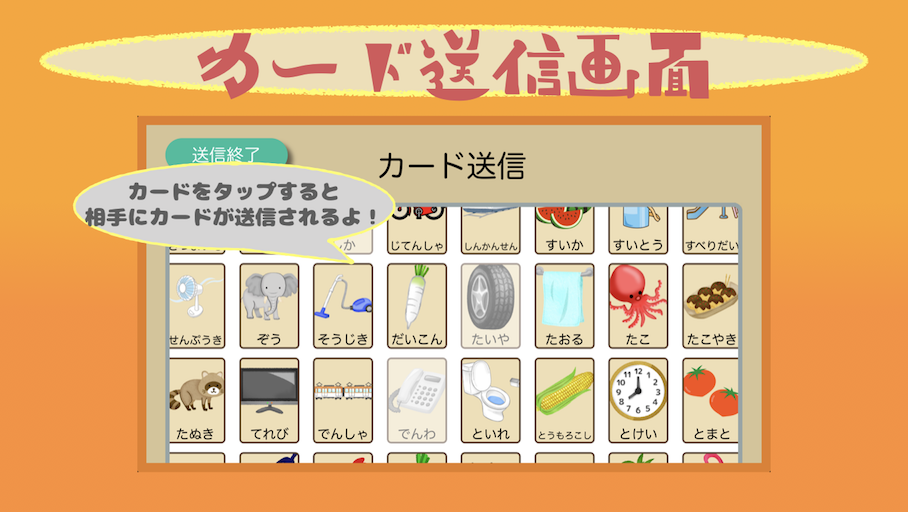 カード送信画面
送信終了
カード送信
カードをタップすると
相手にカードが送信されるよ！
じてんしゃ
しんかんせん
すいか
すいとう
すべりだい
せんぷうき
ぞう
そうじき
だいこん
たいや
たおる
たこ
たこやき
たぬき
てれび
でんしゃ
でんわ
といれ
とうもろこし
とけい
とまと